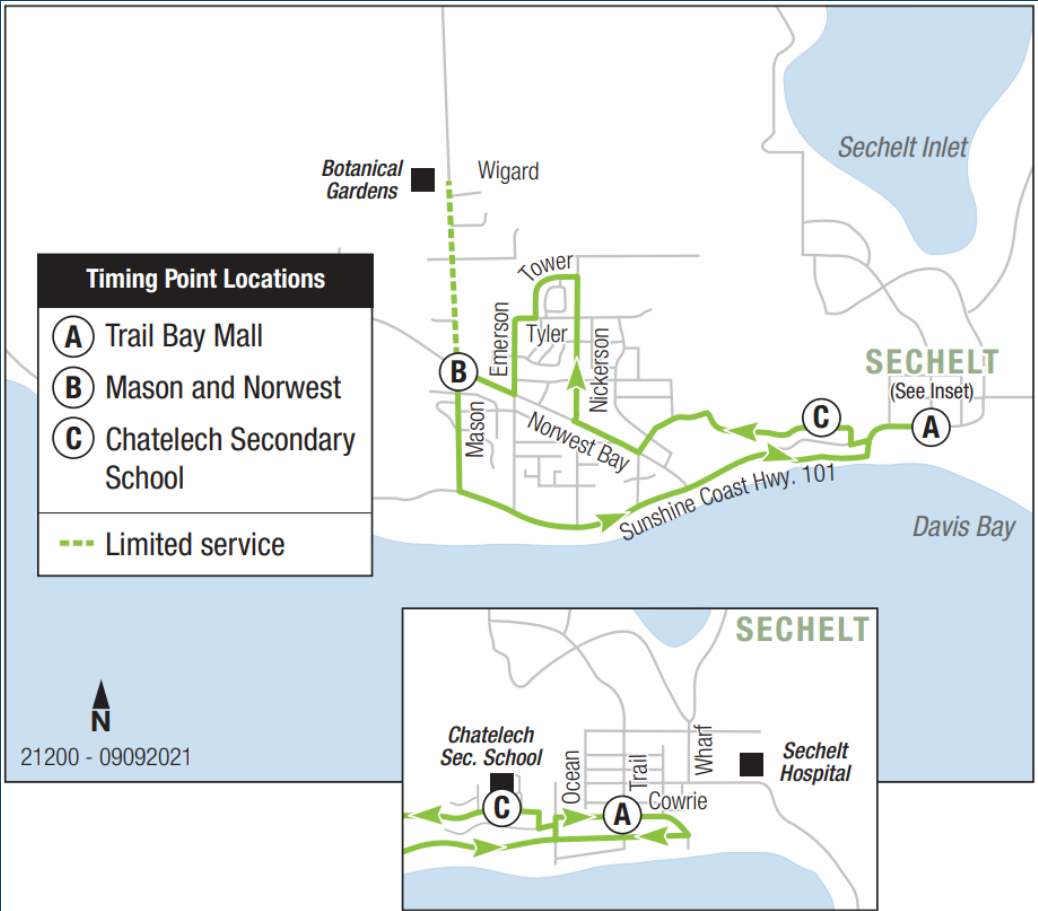 Sechelt Inlet
Botanical
Gardens
Wigard
Timing Point Locations
A Trail Bay Mall
B Mason and Norwest
C Chatelech Secondary
School
Limited service
Tower
Emerson
Tyler
Nickerson
B
Mason
Norwest Bay
SECHELT
(See Inset)
C
A
Sunshine Coast Hwy. 101
Davis Bay
N
21200 - 09092021
SECHELT
Chatelech
Sec. School
Ocean
Trail
Wharf
Sechelt
Hospital
C
A
Cowrie